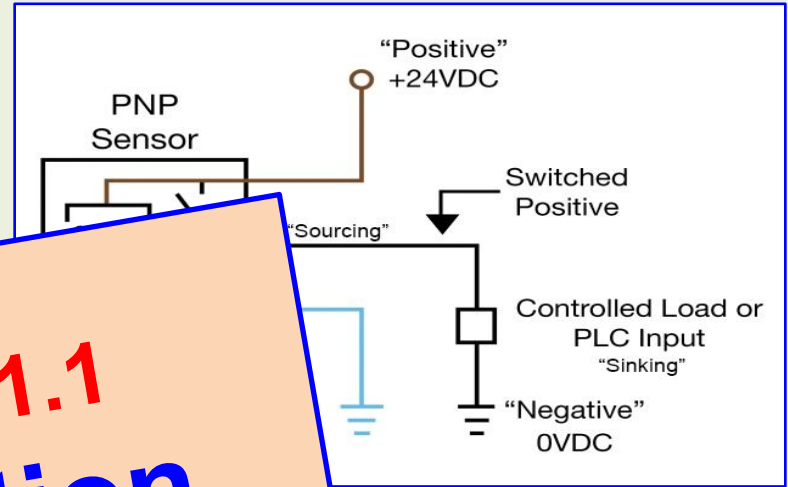 “Positive”
+24VDC
PNP
Sensor
Switched
Positive
“Sourcing”
Controlled Load or
PLC Input
“Sinking”
“Negative”
0VDC
1.1